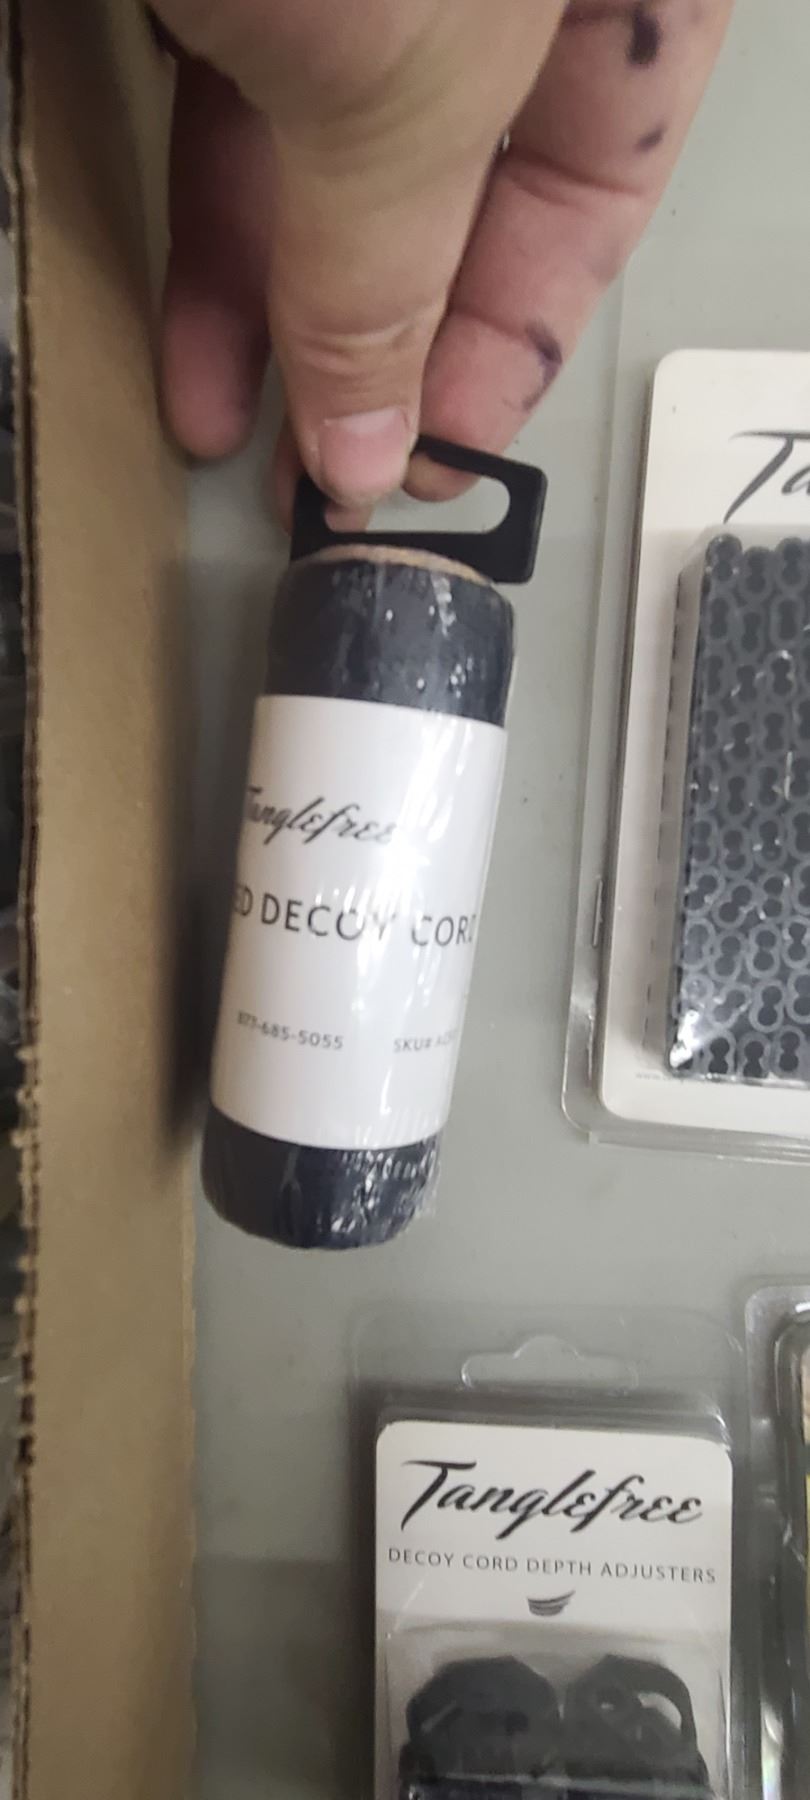 Tanglefree
ED DECOY CORD
877-685-5055 SKU#
Ta
Tanglefree
DECOY CORD DEPTH ADJUSTERS